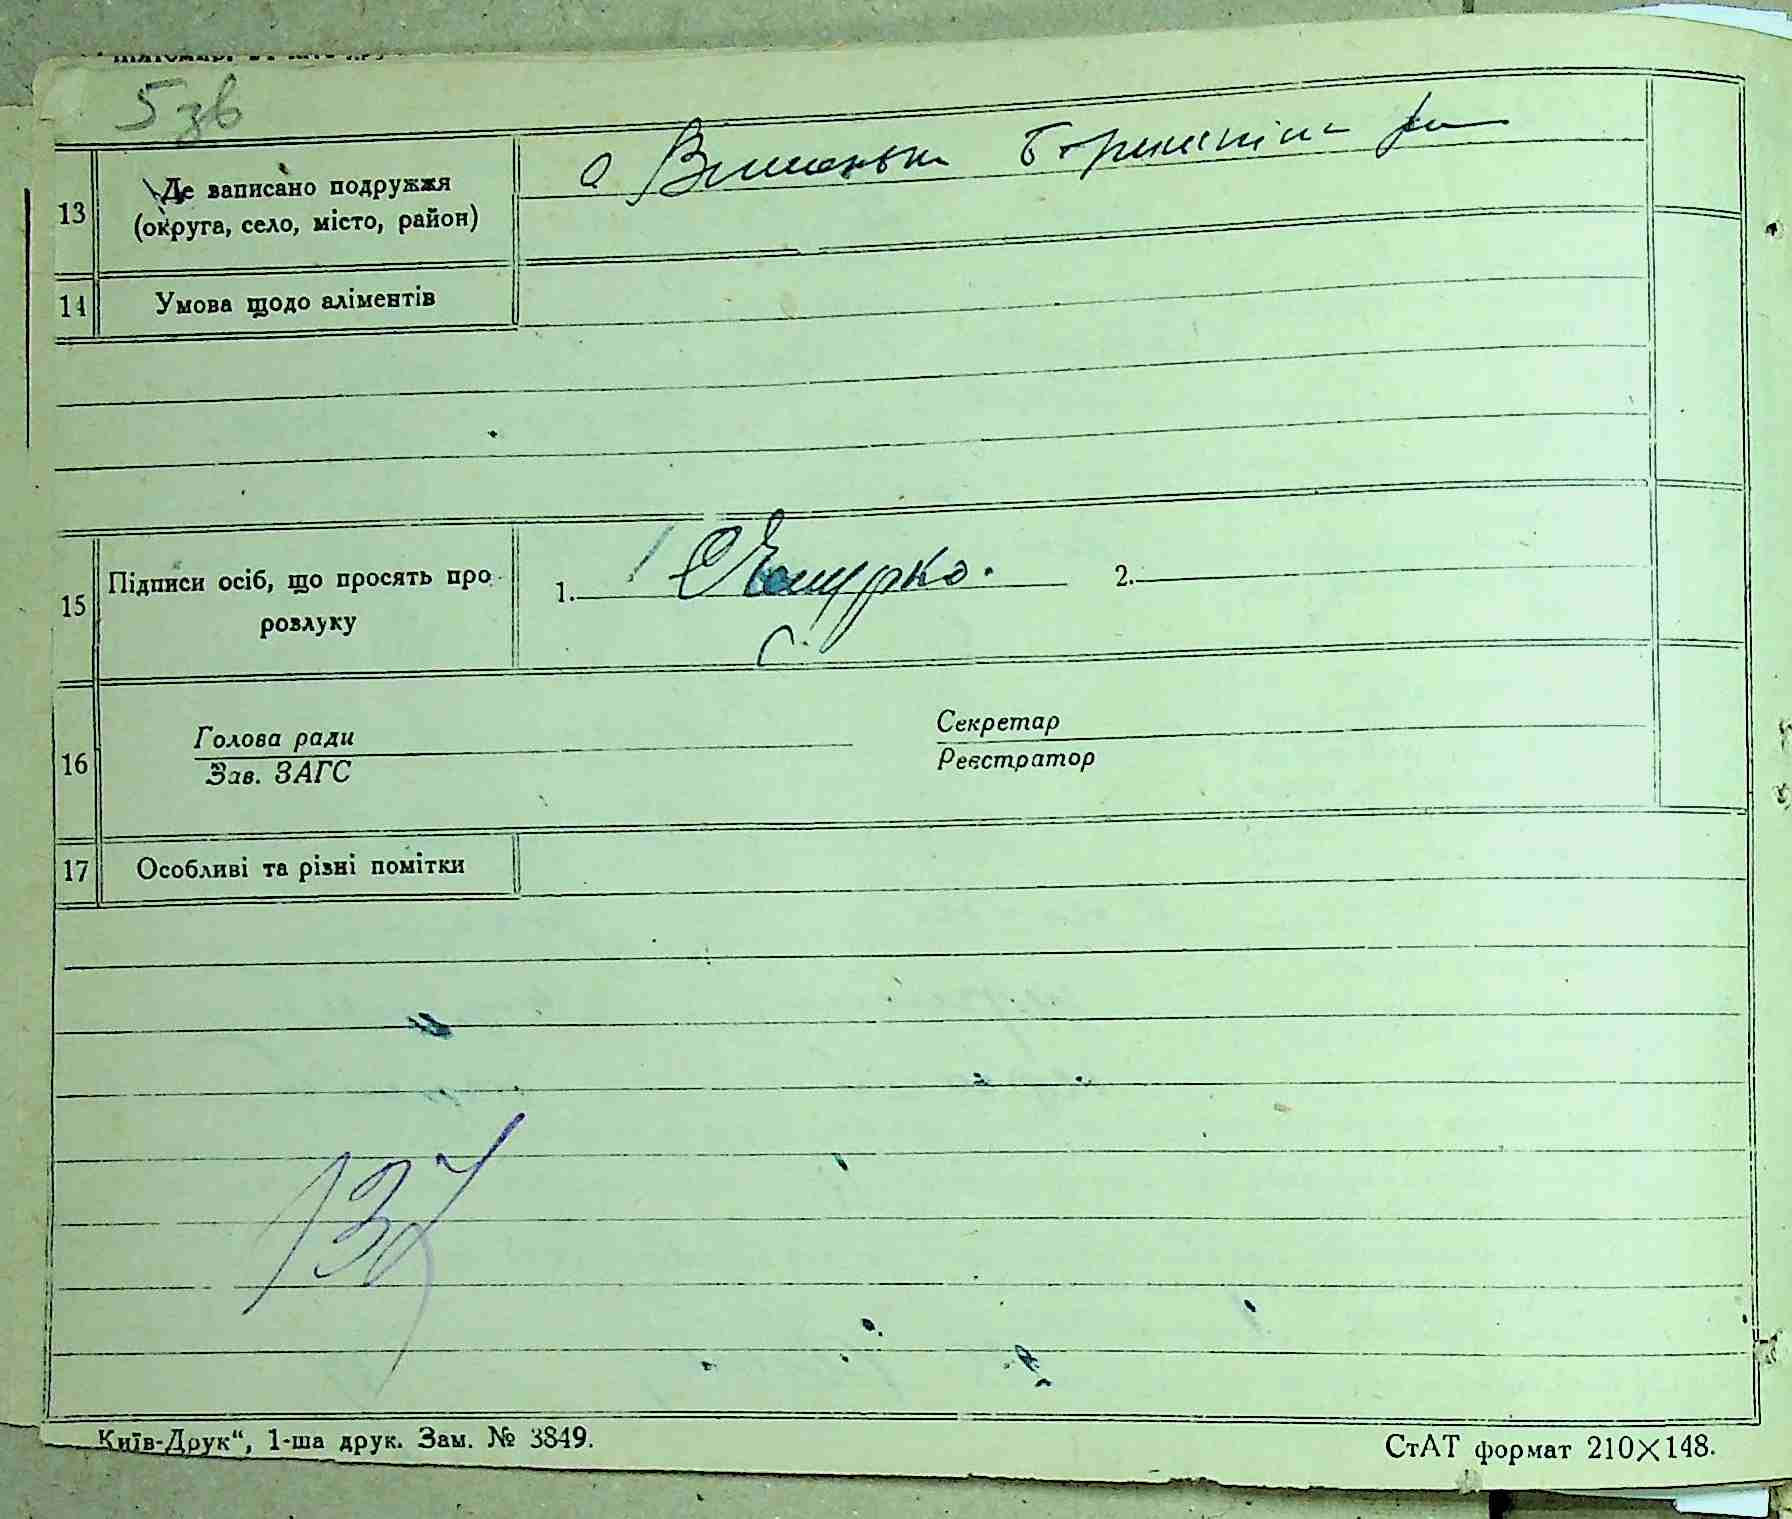 5зв
13
Де записано подружжя
(округа, село, місто, район)
с Вишеньки Бориспіль
14
Умова щодо аліментів
15
Підписи осіб, що просять про
розлуку
1.
2.
16
Голова ради
Зав. ЗАГС
Секретар
Реєстратор
17
Особливі та різні помітки
137
Київ-Друк“, 1-ша друк. Зам. № 3849.
СтАТ формат 210×148.